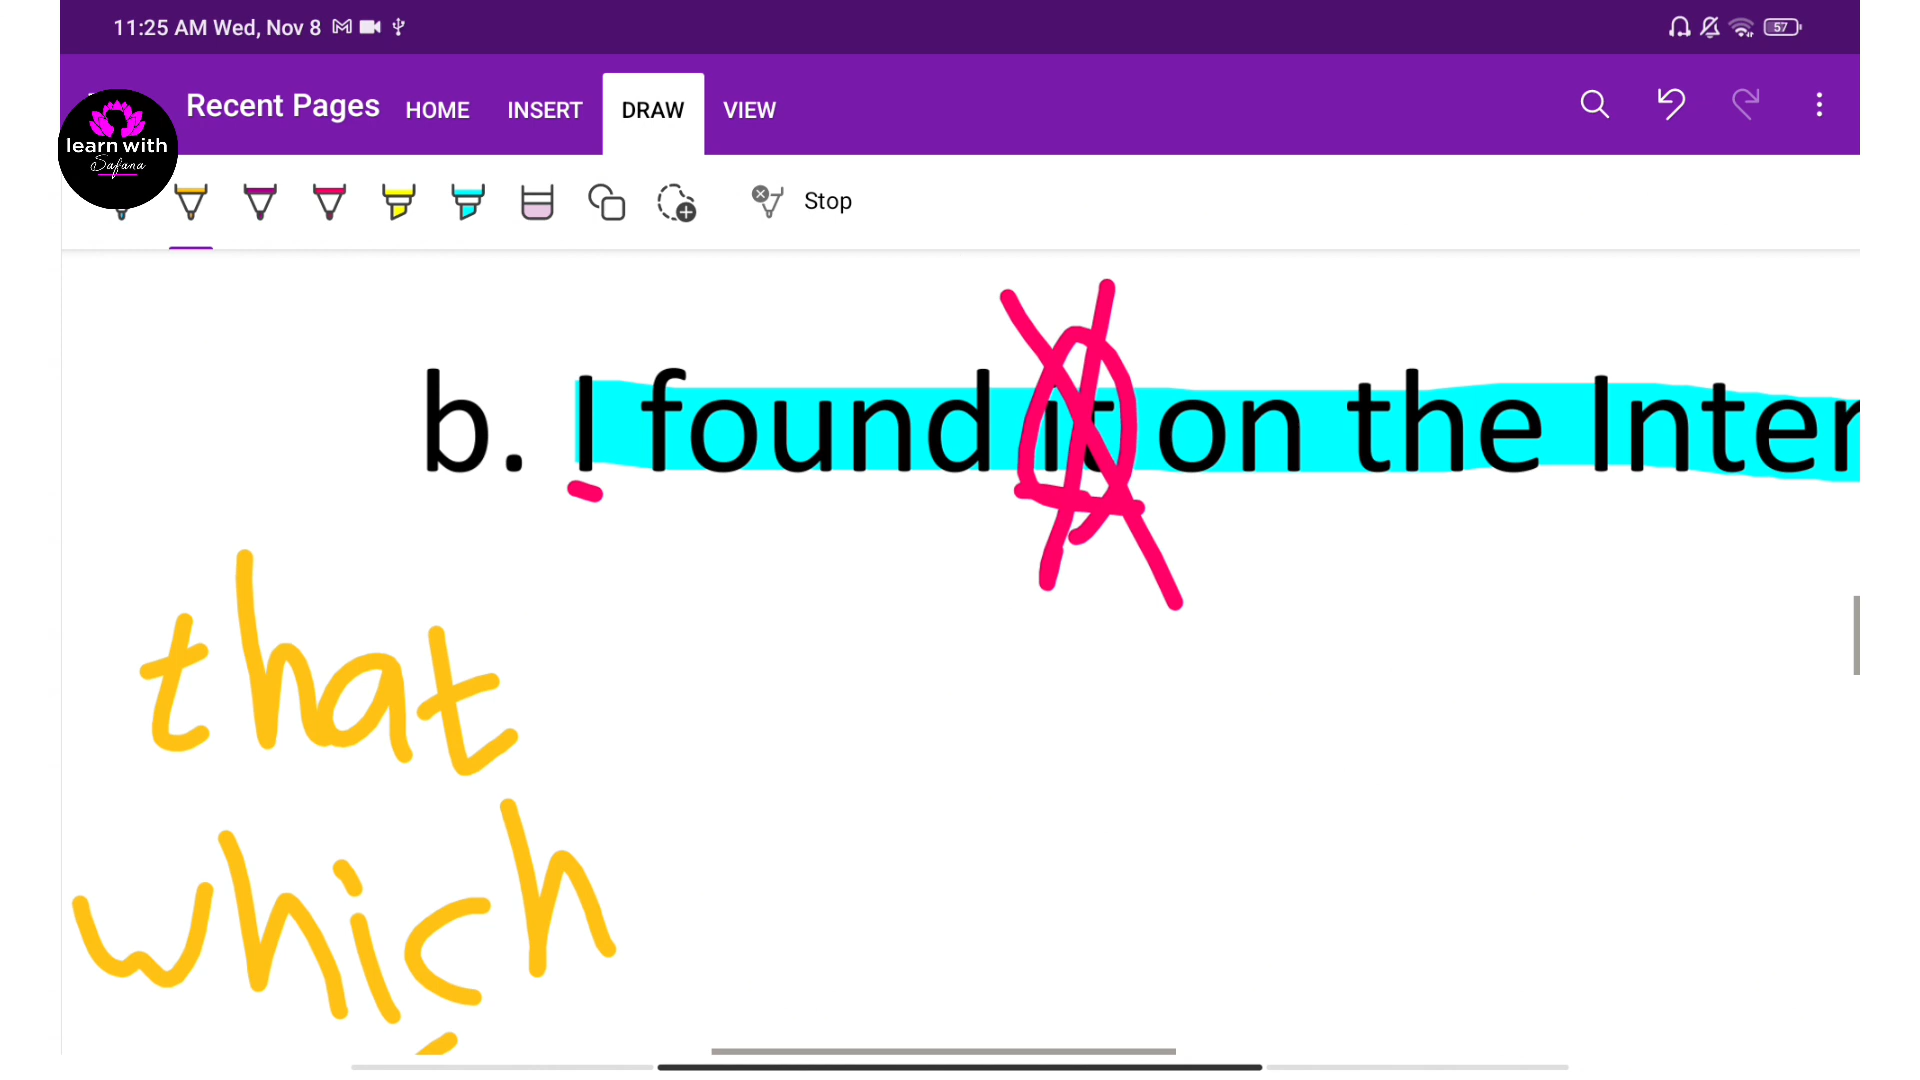 11:25 AM Wed, Nov 8
57
learn with
Safana
Recent Pages HOME INSERT DRAW VIEW
Stop
b. I found it on the Inter
that
which